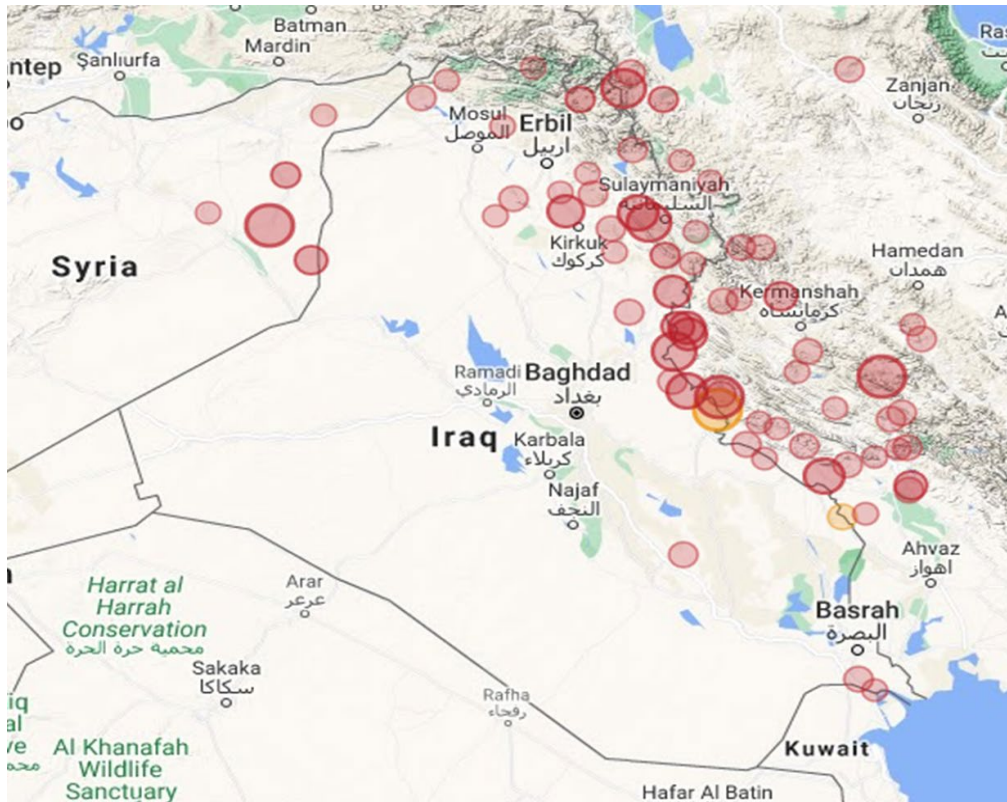 Batman
Mardin
Şanlıurfa
ntep
Zanjan
زنجان
Mosul
الموصل
Erbil
اربيل
Sulaymaniyah
السليمانية
Kirkuk
كركوك
Hamedan
همدان
Syria
Kermanshah
كرمانشاه
Ramadi
الرمادي
Baghdad
بغداد
Iraq
Karbala
كربلاء
Najaf
النجف
Ahvaz
اهواز
Harrat al
Harrah
Conservation
محمية حرة الحرة
Arar
عرعر
Basrah
البصرة
Sakaka
سكاكا
Rafha
رفحاء
Al Khanafah
Wildlife
Sanctuary
Kuwait
Hafar Al Batin